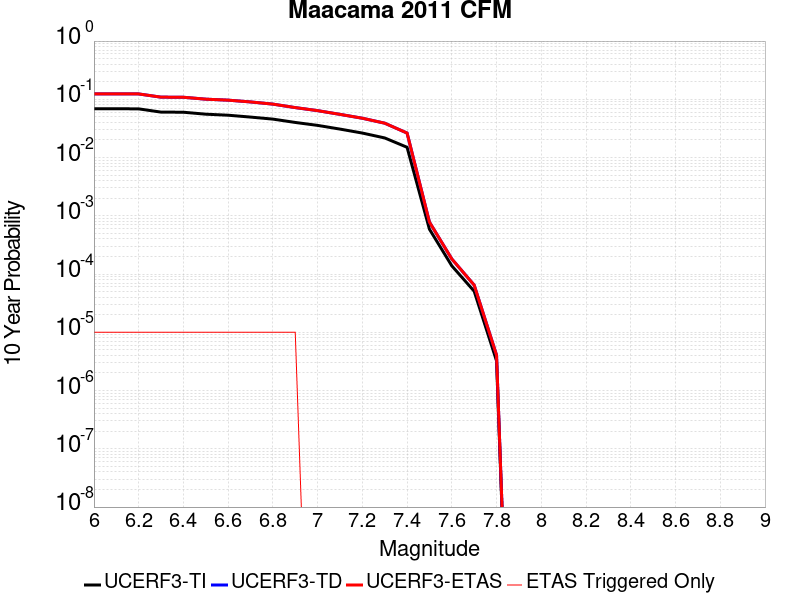 Maacama 2011 CFM
10 Year Probability
10^0
10^-1
10^-2
10^-3
10^-4
10^-5
10^-6
10^-7
10^-8
6 6.2 6.4 6.6 6.8 7 7.2 7.4 7.6 7.8 8 8.2 8.4 8.6 8.8 9
Magnitude
UCERF3-TI UCERF3-TD UCERF3-ETAS ETAS Triggered Only